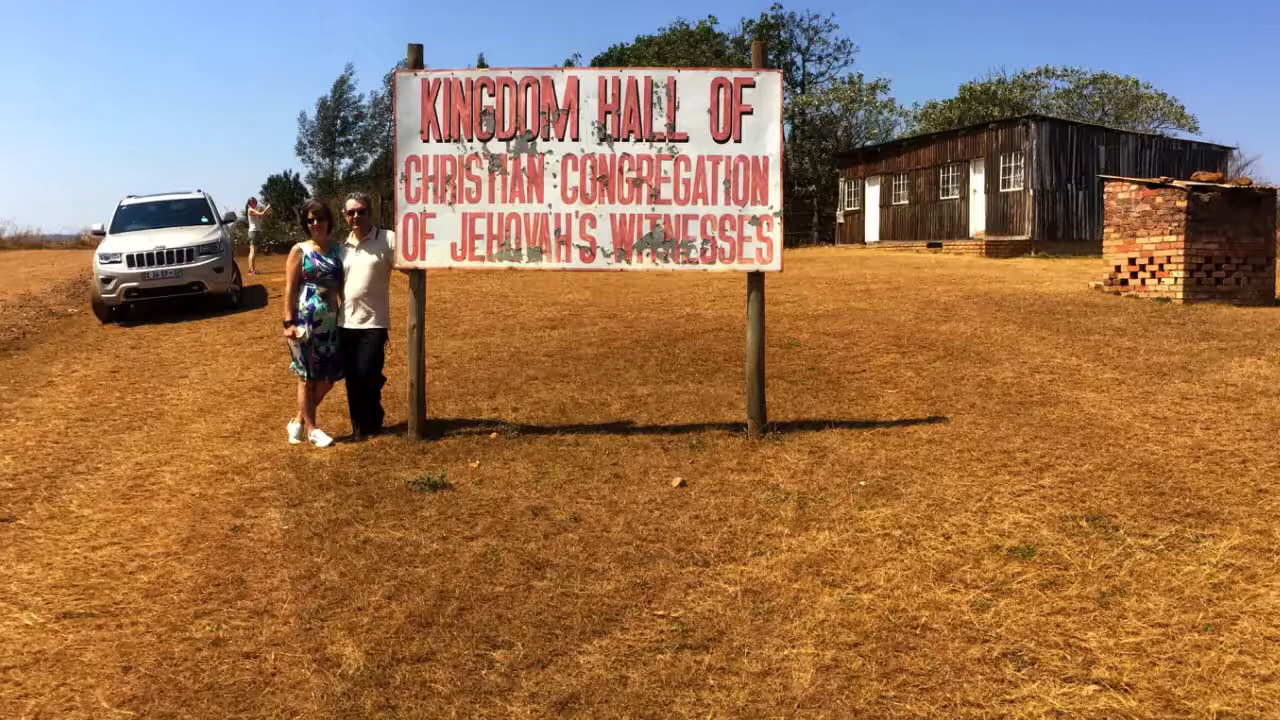 KINGDOM HALL OF
CHRISTIAN CONGREGATION
OF JEHOVAH'S WITNESSES